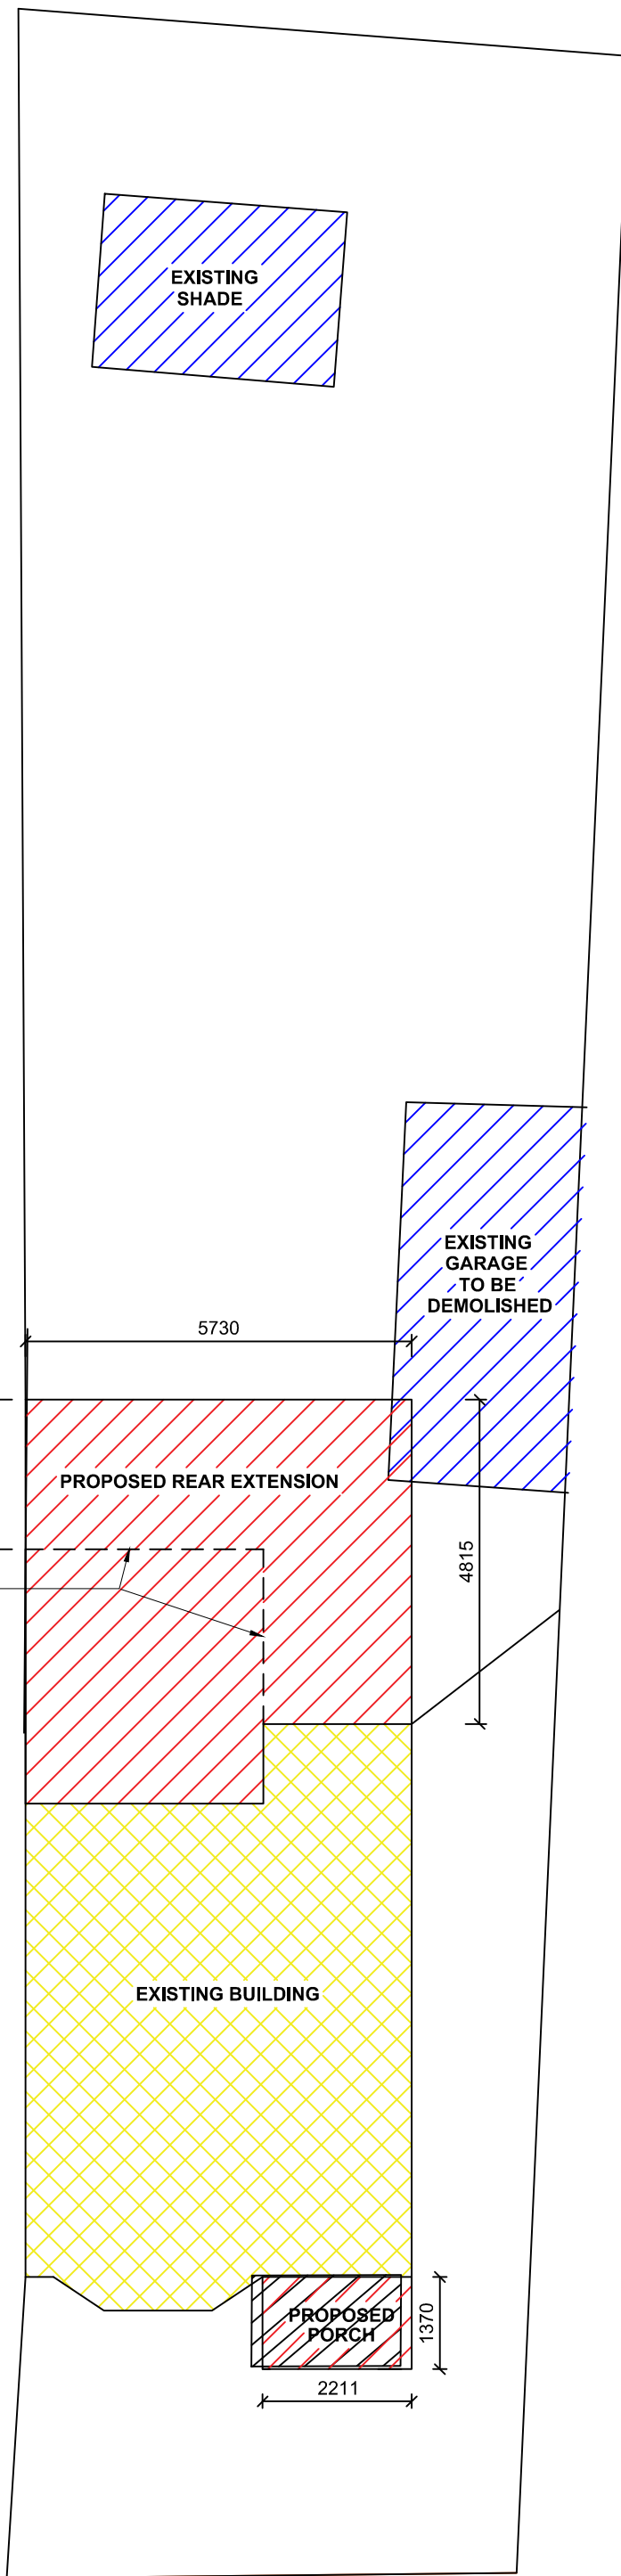 EXISTING
SHADE
EXISTING
GARAGE
TO BE
DEMOLISHED
5730
PROPOSED REAR EXTENSION
4815
EXISTING BUILDING
PROPOSED
PORCH
1370
2211